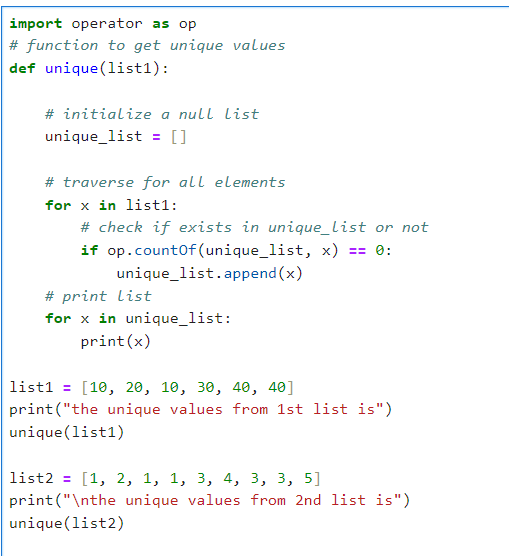 import operator as op
# function to get unique values
def unique(list1):
    # initialize a null list
    unique_list = []
    # traverse for all elements
    for x in list1:
        # check if exists in unique_list or not
        if op.countOf(unique_list, x) == 0:
            unique_list.append(x)
    # print list
    for x in unique_list:
        print(x)
list1 = [10, 20, 10, 30, 40, 40]
print("the unique values from 1st list is")
unique(list1)
list2 = [1, 2, 1, 1, 3, 4, 3, 3, 5]
print("\nthe unique values from 2nd list is")
unique(list2)